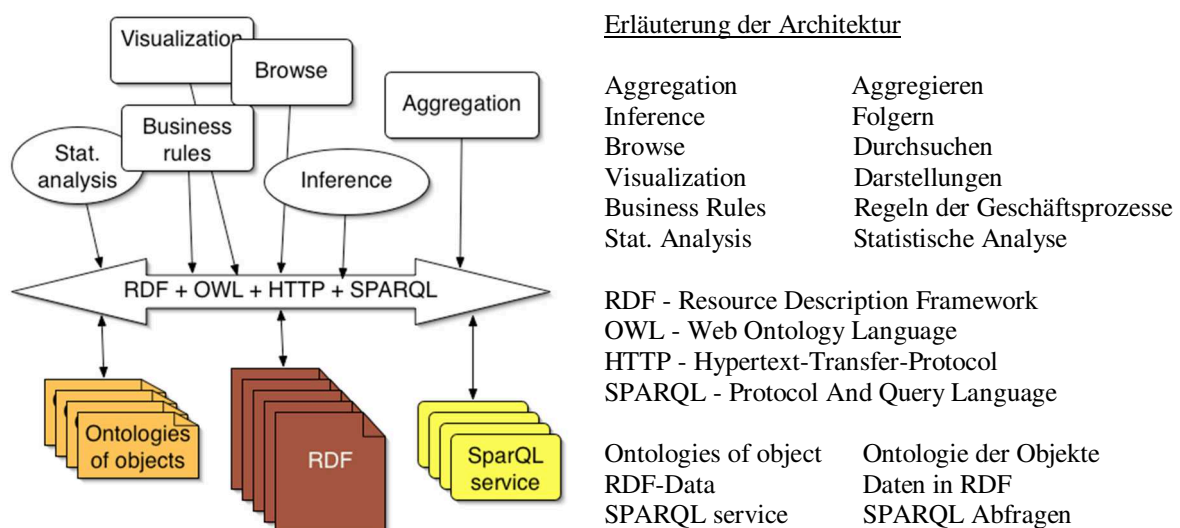 Visualization
Browse
Aggregation
Business
rules
Stat.
analysis
Inference
RDF + OWL + HTTP + SPARQL
Ontologies
of objects
RDF
SparQL
service
Erläuterung der Architektur
Aggregation Aggregieren
Inference Folgern
Browse Durchsuchen
Visualization Darstellungen
Business Rules Regeln der Geschäftsprozesse
Stat. Analysis Statistische Analyse
RDF - Resource Description Framework
OWL - Web Ontology Language
HTTP - Hypertext-Transfer-Protocol
SPARQL - Protocol And Query Language
Ontologies of object Ontologie der Objekte
RDF-Data Daten in RDF
SPARQL service SPARQL Abfragen